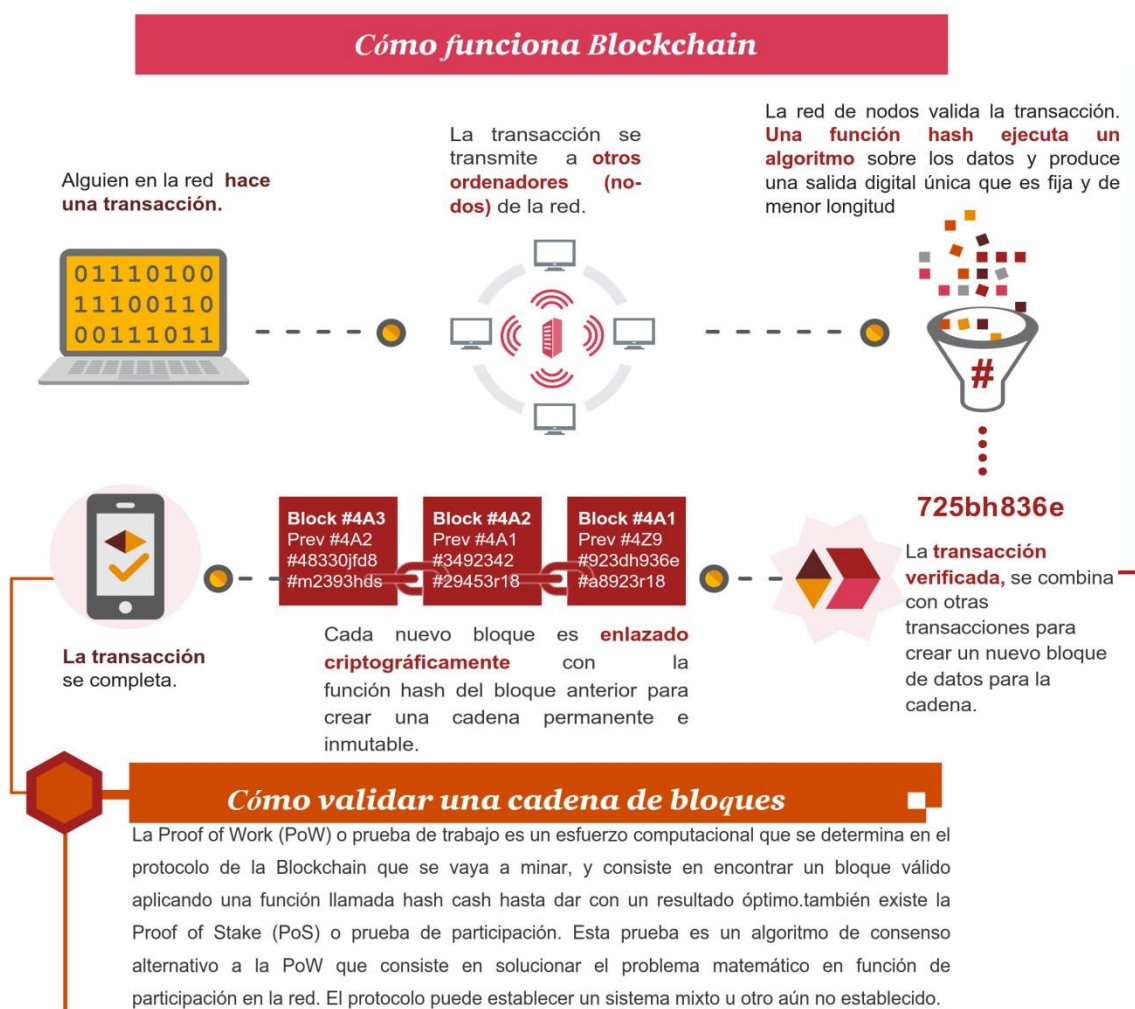 Cómo funciona Blockchain
Alguien en la red hace
una transacción.
01110100
11100110
00111011
La transacción se
transmite a otros
ordenadores (no-
dos) de la red.
La red de nodos valida la transacción.
Una función hash ejecuta un
algoritmo sobre los datos y produce
una salida digital única que es fija y de
menor longitud
#
725bh836e
La transacción
verificada, se combina
con otras
transacciones para
crear un nuevo bloque
de datos para la
cadena.
Block #4A3
Prev #4A2
#48330jfd8
#m2393hds
Block #4A2
Prev #4A1
#3492342
#29453r18
Block #4A1
Prev #4Z9
#923dh936e
#a8923r18
Cada nuevo bloque es enlazado
criptográficamente con la
función hash del bloque anterior para
crear una cadena permanente e
inmutable.
La transacción
se completa.
Cómo validar una cadena de bloques
La Proof of Work (PoW) o prueba de trabajo es un esfuerzo computacional que se determina en el
protocolo de la Blockchain que se vaya a minar, y consiste en encontrar un bloque válido
aplicando una función llamada hash cash hasta dar con un resultado óptimo.también existe la
Proof of Stake (PoS) o prueba de participación. Esta prueba es un algoritmo de consenso
alternativo a la PoW que consiste en solucionar el problema matemático en función de
participación en la red. El protocolo puede establecer un sistema mixto u otro aún no establecido.